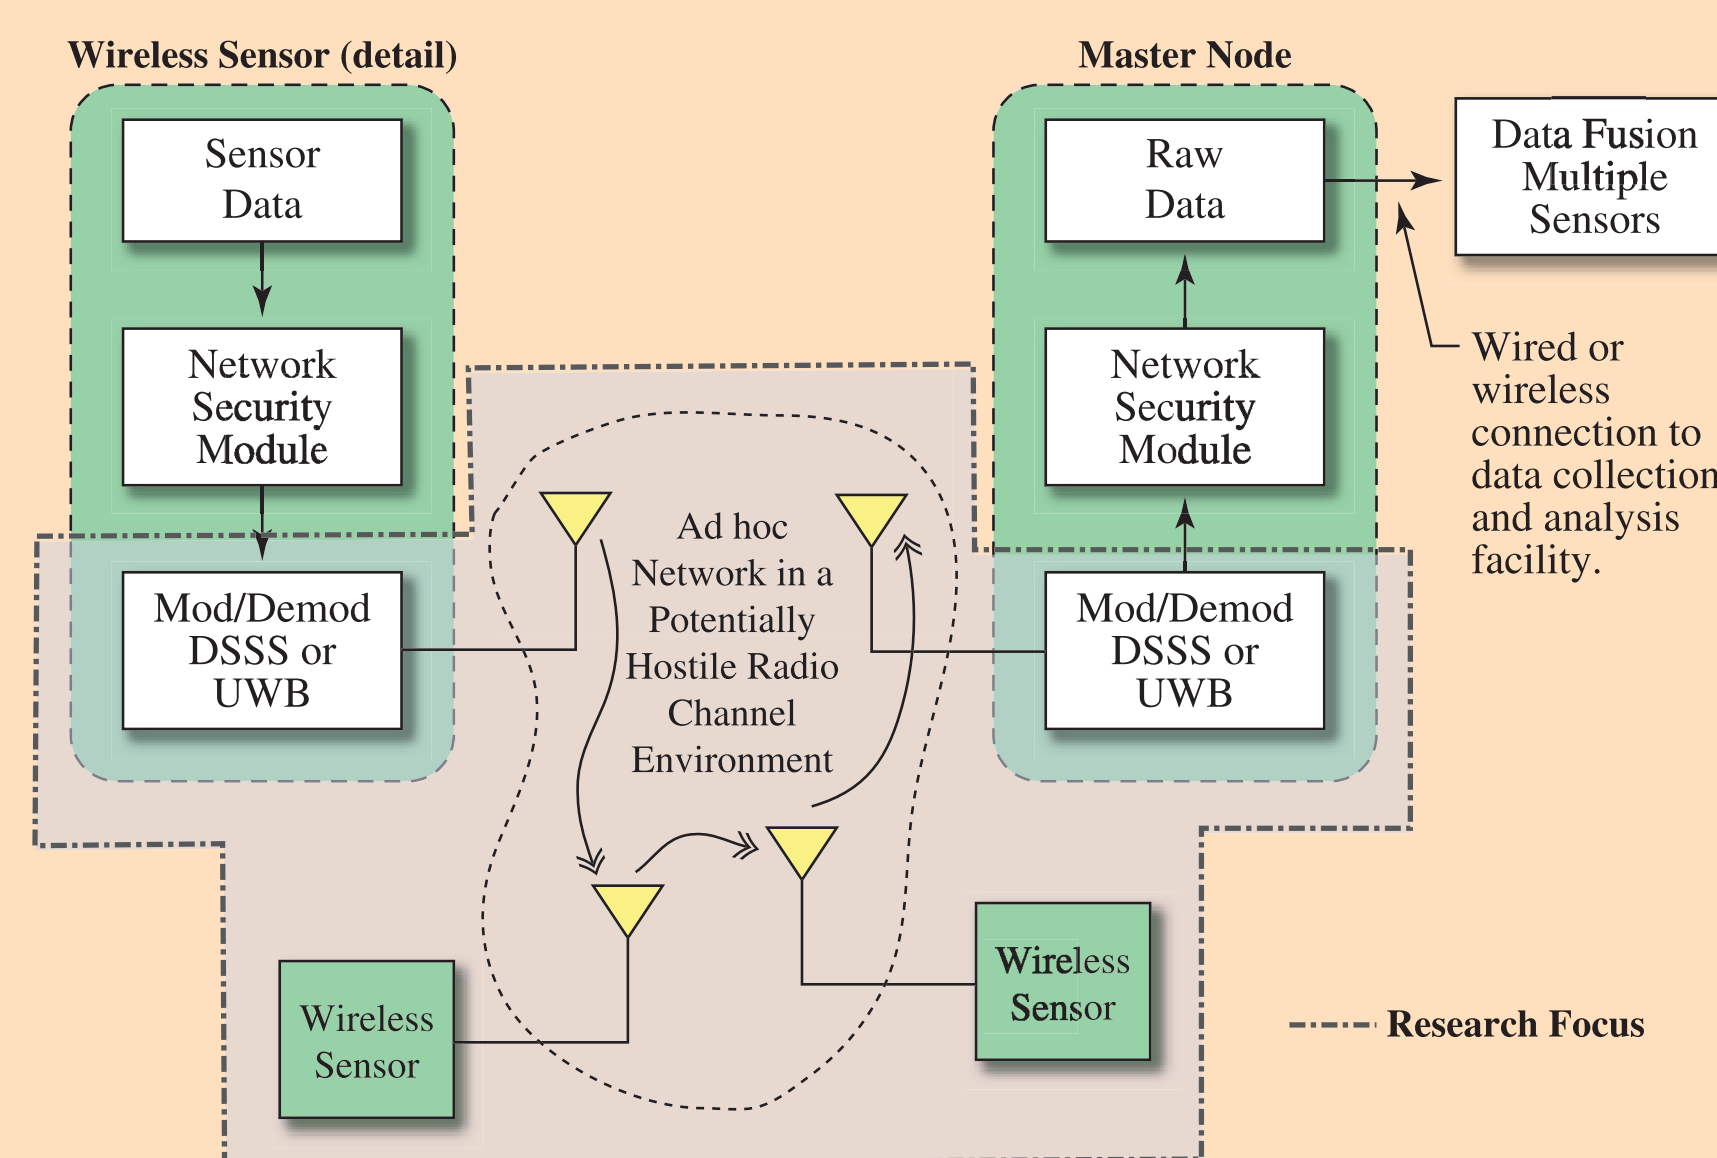 Wireless Sensor (detail)
Sensor
Data
Network
Security
Module
Mod/Demod
DSSS or
UWB
Ad hoc
Network in a
Potentially
Hostile Radio
Channel
Environment
Wireless
Sensor
Wireless
Sensor
Master Node
Raw
Data
Network
Security
Module
Mod/Demod
DSSS or
UWB
Data Fusion
Multiple
Sensors
Wired or
wireless
connection to
data collection
and analysis
facility.
Research Focus